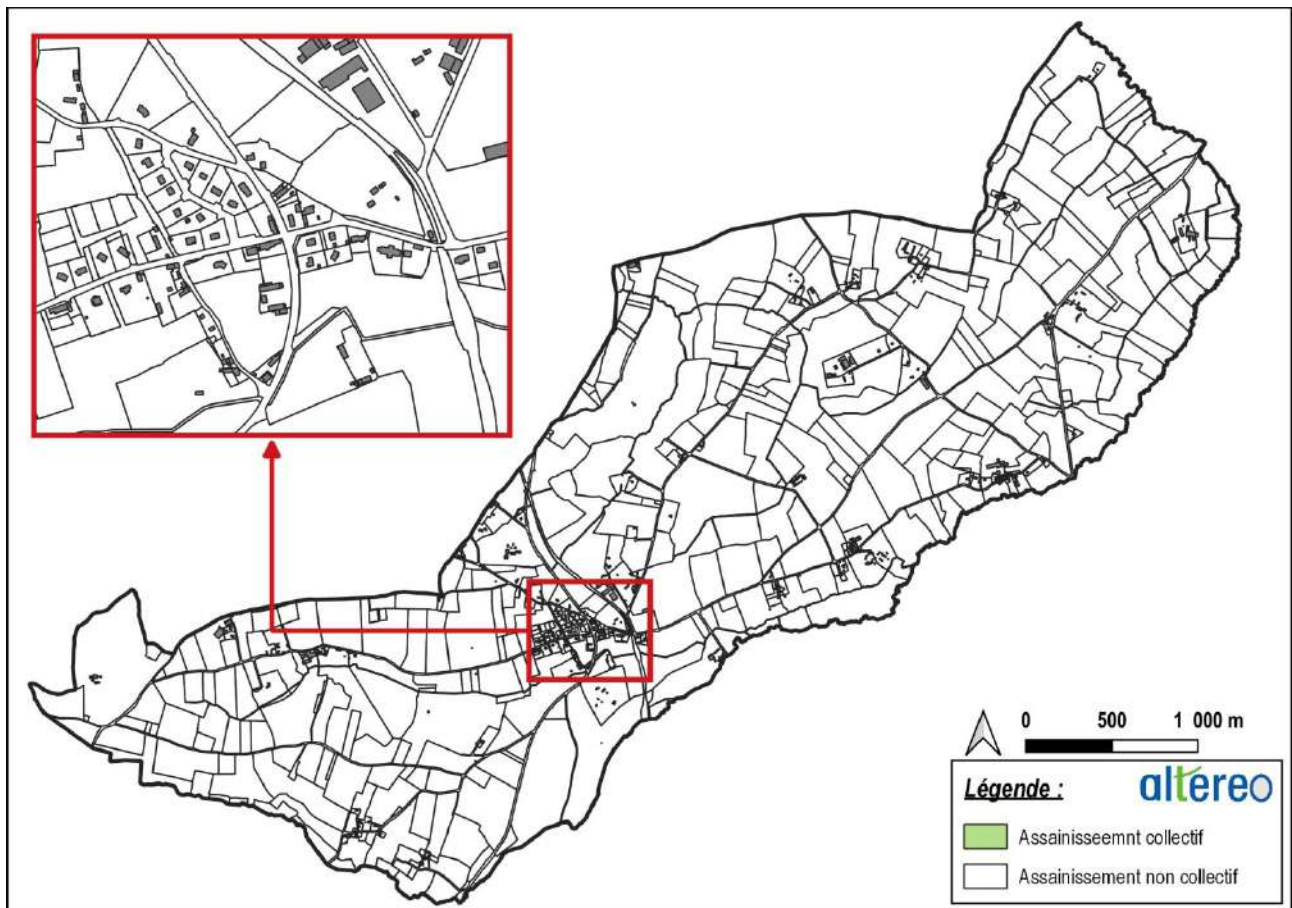 0 500 1 000 m
Légende :
altereo
Assainisseemnt collectif
Assainissement non collectif